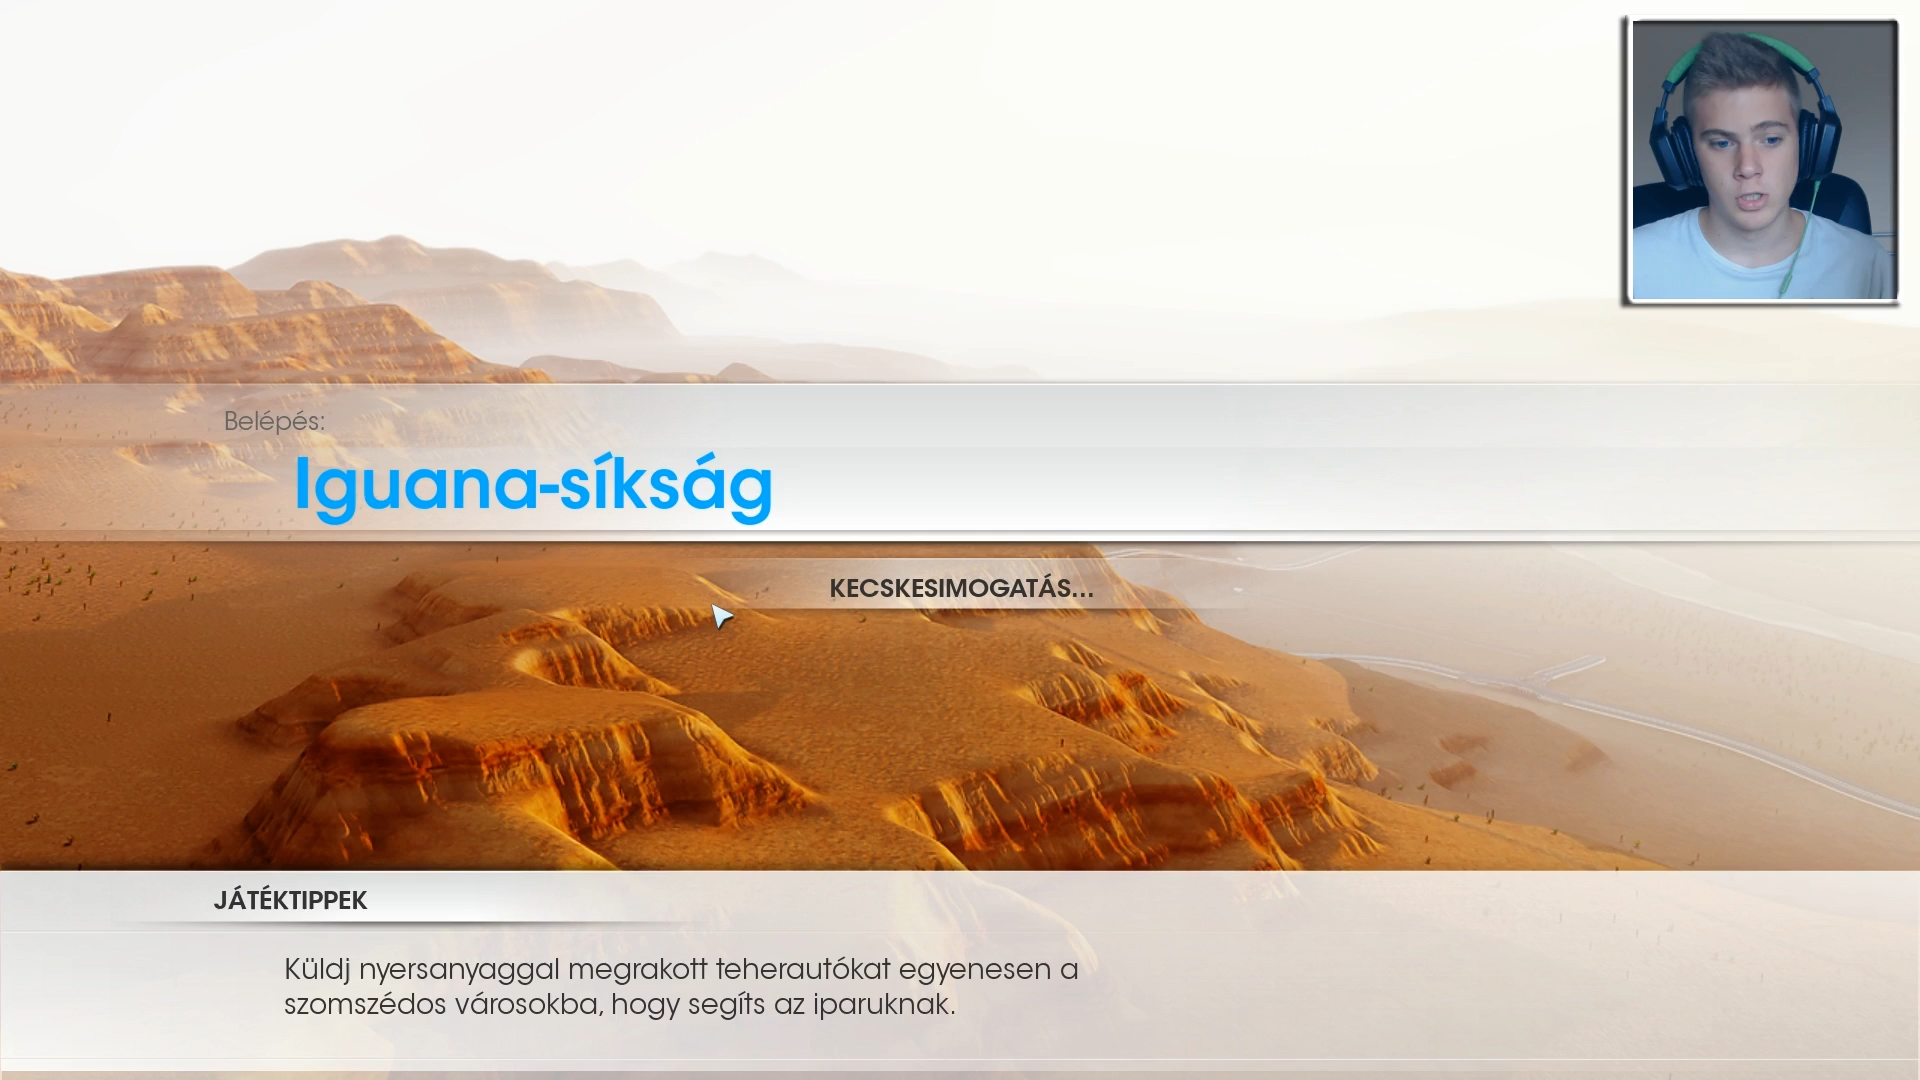 Belépés:
Iguana-síkság
KECSKESIMOGATÁS...
JÁTÉKTIPPEK
Küldj nyersanyaggal megrakott teherautókat egyenesen a
szomszédos városokba, hogy segíts az iparuknak.